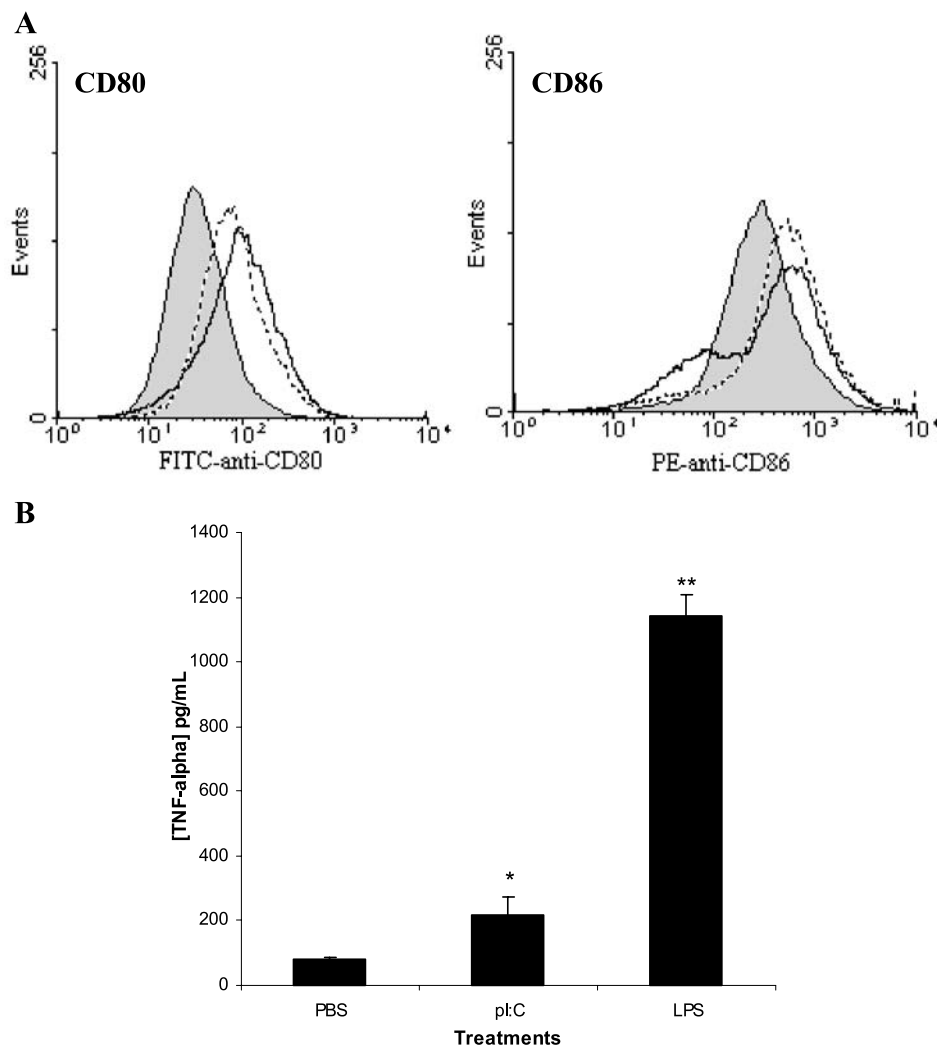 A
CD80
256
Events
0
10⁰ 10¹ 10² 10³ 10⁴
FITC-anti-CD80
CD86
256
Events
0
10⁰ 10¹ 10² 10³ 10⁴
PE-anti-CD86
B
1400
1200
1000
800
600
400
200
0
[TNF-alpha] pg/mL
*
**
PBS pI:C LPS
Treatments